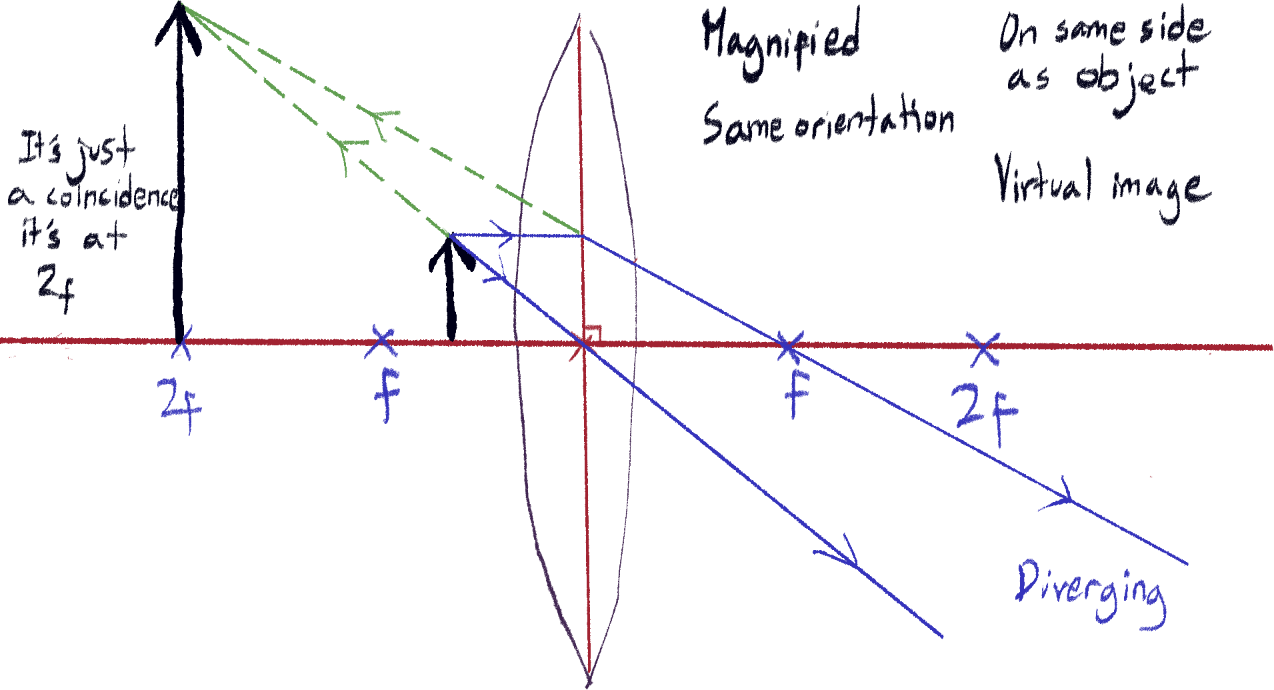 Magnified
Same orientation
On same side
as object
Virtual image
It's just
a coincidence
it's at
2f
2f
f
f
2f
Diverging